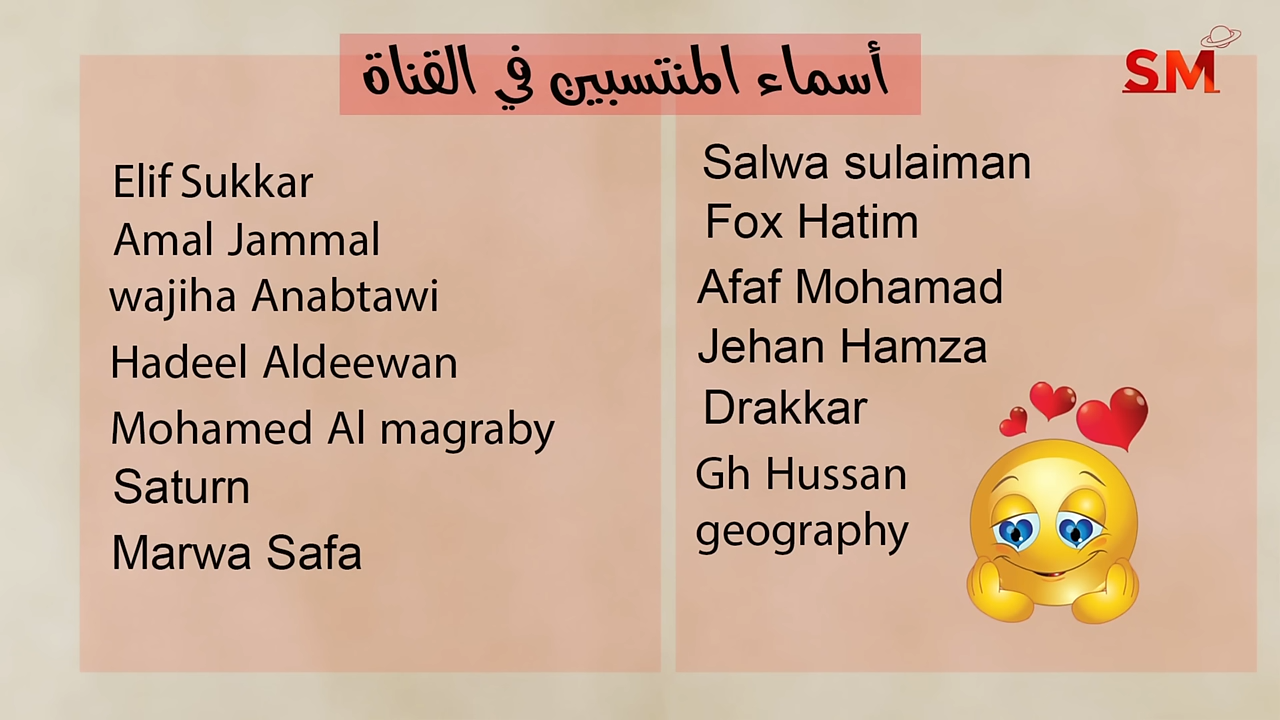 أسماء المنتسبين في القناة
SM
Elif Sukkar
Amal Jammal
wajiha Anabtawi
Hadeel Aldeewan
Mohamed Al magraby
Saturn
Marwa Safa
Salwa sulaiman
Fox Hatim
Afaf Mohamad
Jehan Hamza
Drakkar
Gh Hussan
geography